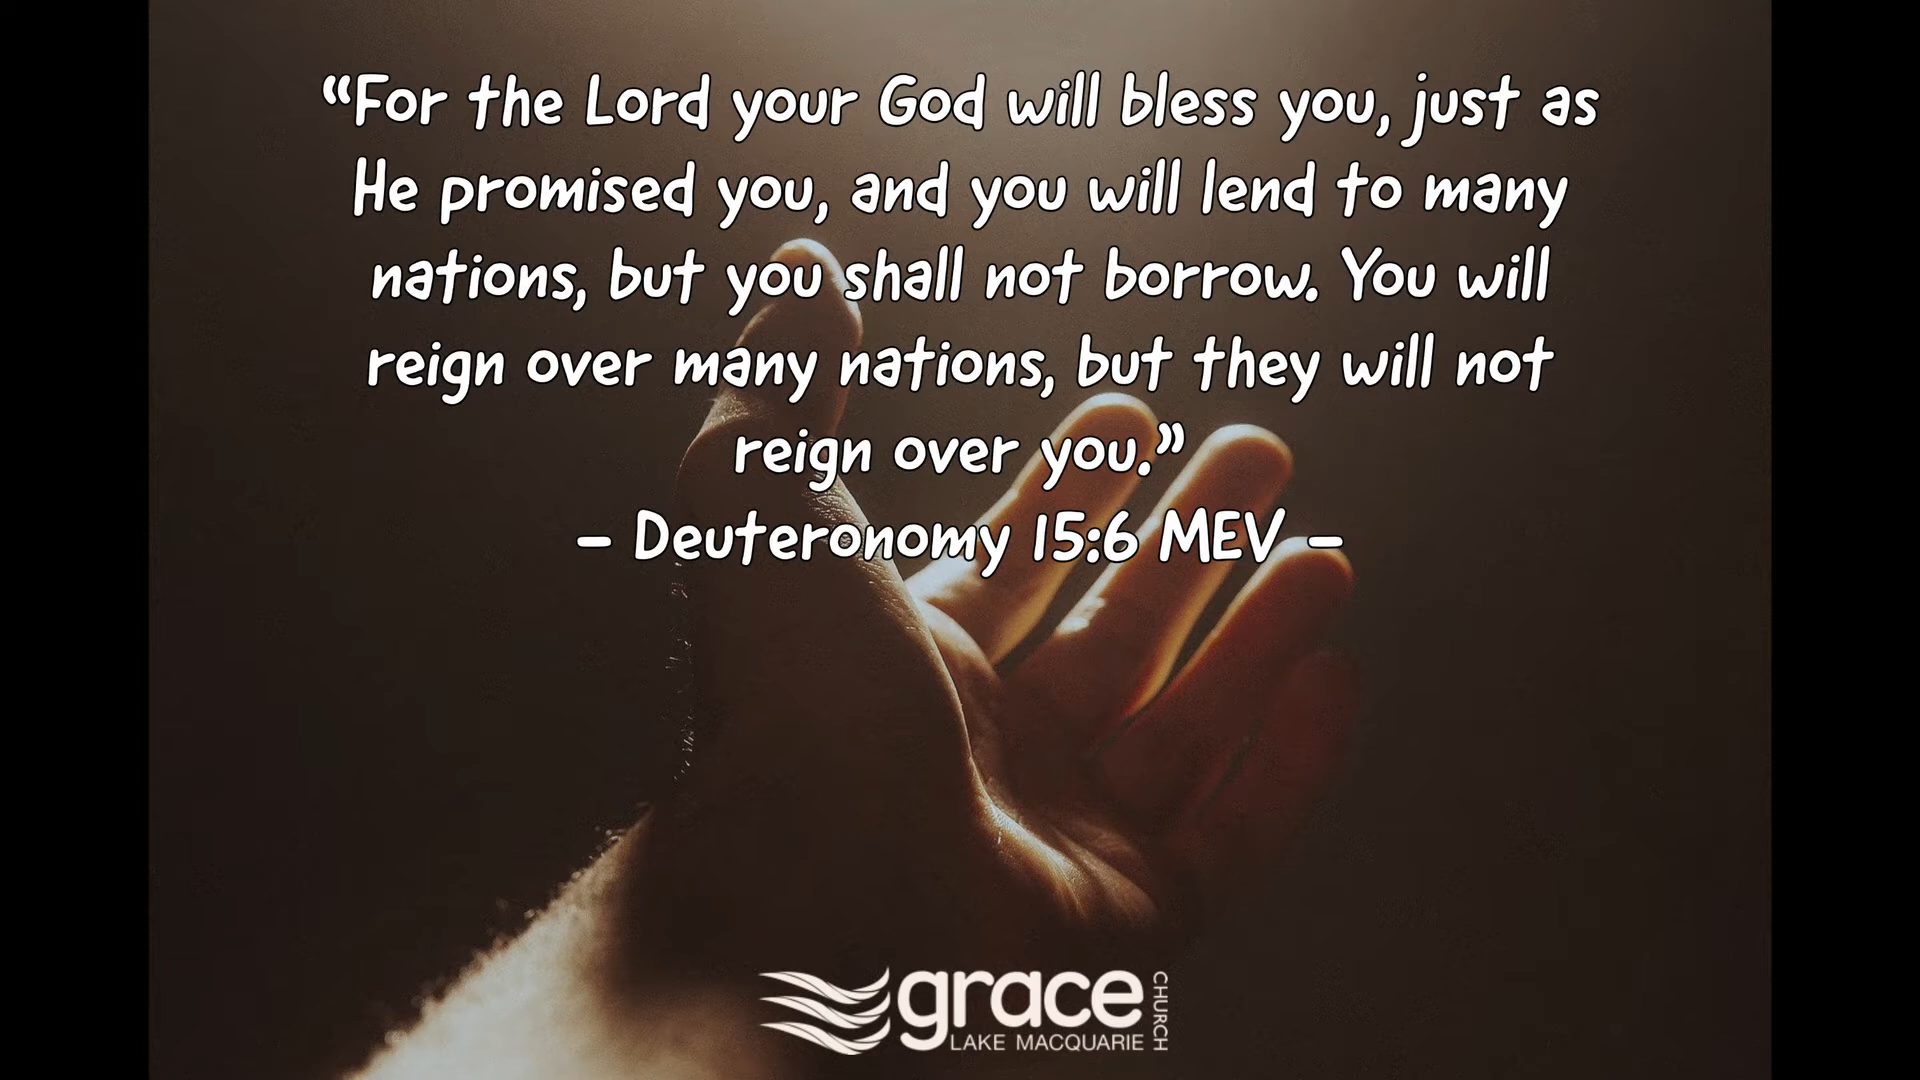 “For the Lord your God will bless you, just as
He promised you, and you will lend to many
nations, but you shall not borrow. You will
reign over many nations, but they will not
reign over you.”
- Deuteronomy 15:6 MEV -
grace
CHURCH
LAKE MACQUARIE